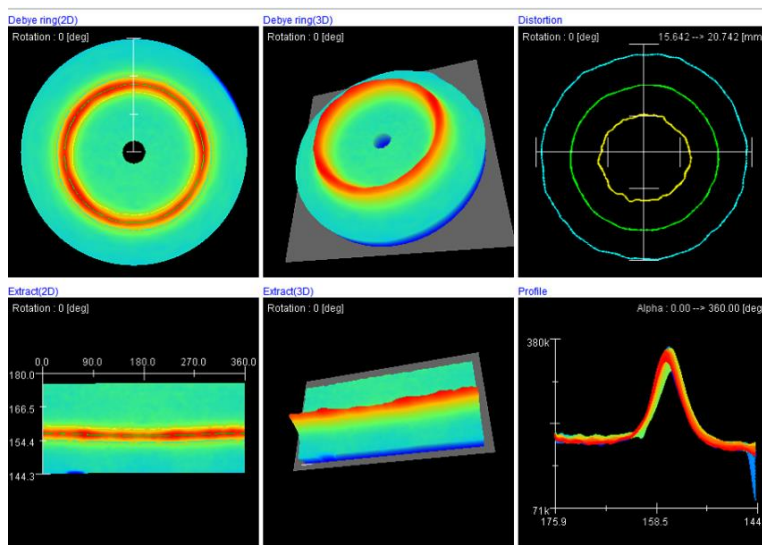 Debye ring(2D)
Rotation : 0 [deg]
Debye ring(3D)
Rotation : 0 [deg]
Distortion
Rotation : 0 [deg]
15.642 --> 20.742 [mm]
Extract(2D)
Rotation : 0 [deg]
0.0 90.0 180.0 270.0 360.0
180.0
166.5
154.4
144.3
Extract(3D)
Rotation : 0 [deg]
Profile
Alpha : 0.00 --> 360.00 [deg
380k
71k
175.9 158.5 144